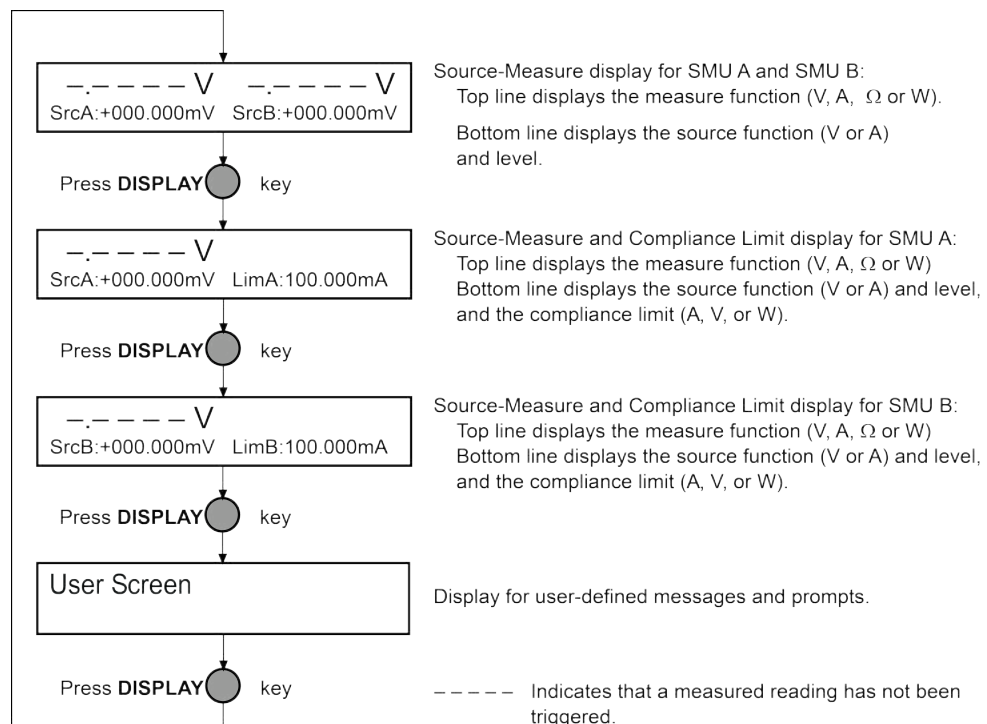 –.– – – – V –.– – – – V
SrcA:+000.000mV SrcB:+000.000mV
Source-Measure display for SMU A and SMU B:
Top line displays the measure function (V, A, Ω or W).
Bottom line displays the source function (V or A)
and level.
Press DISPLAY key
–.– – – – V
SrcA:+000.000mV LimA:100.000mA
Source-Measure and Compliance Limit display for SMU A:
Top line displays the measure function (V, A, Ω or W)
Bottom line displays the source function (V or A) and level,
and the compliance limit (A, V, or W).
Press DISPLAY key
–.– – – – V
SrcB:+000.000mV LimB:100.000mA
Source-Measure and Compliance Limit display for SMU B:
Top line displays the measure function (V, A, Ω or W)
Bottom line displays the source function (V or A) and level,
and the compliance limit (A, V, or W).
Press DISPLAY key
User Screen
Display for user-defined messages and prompts.
Press DISPLAY key
– – – – – Indicates that a measured reading has not been
triggered.